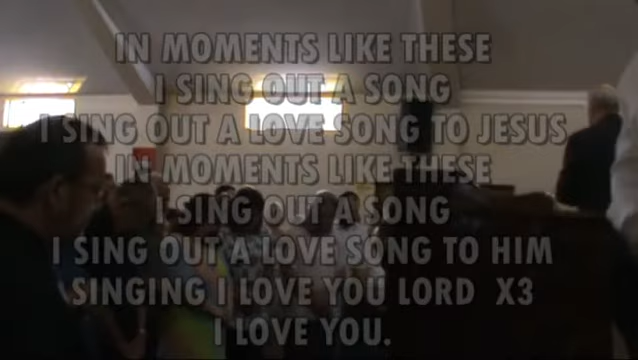 IN MOMENTS LIKE THESE
I SING OUT A SONG
I SING OUT A LOVE SONG TO JESUS
IN MOMENTS LIKE THESE
I SING OUT A SONG
I SING OUT A LOVE SONG TO HIM
SINGING I LOVE YOU LORD X3
I LOVE YOU.